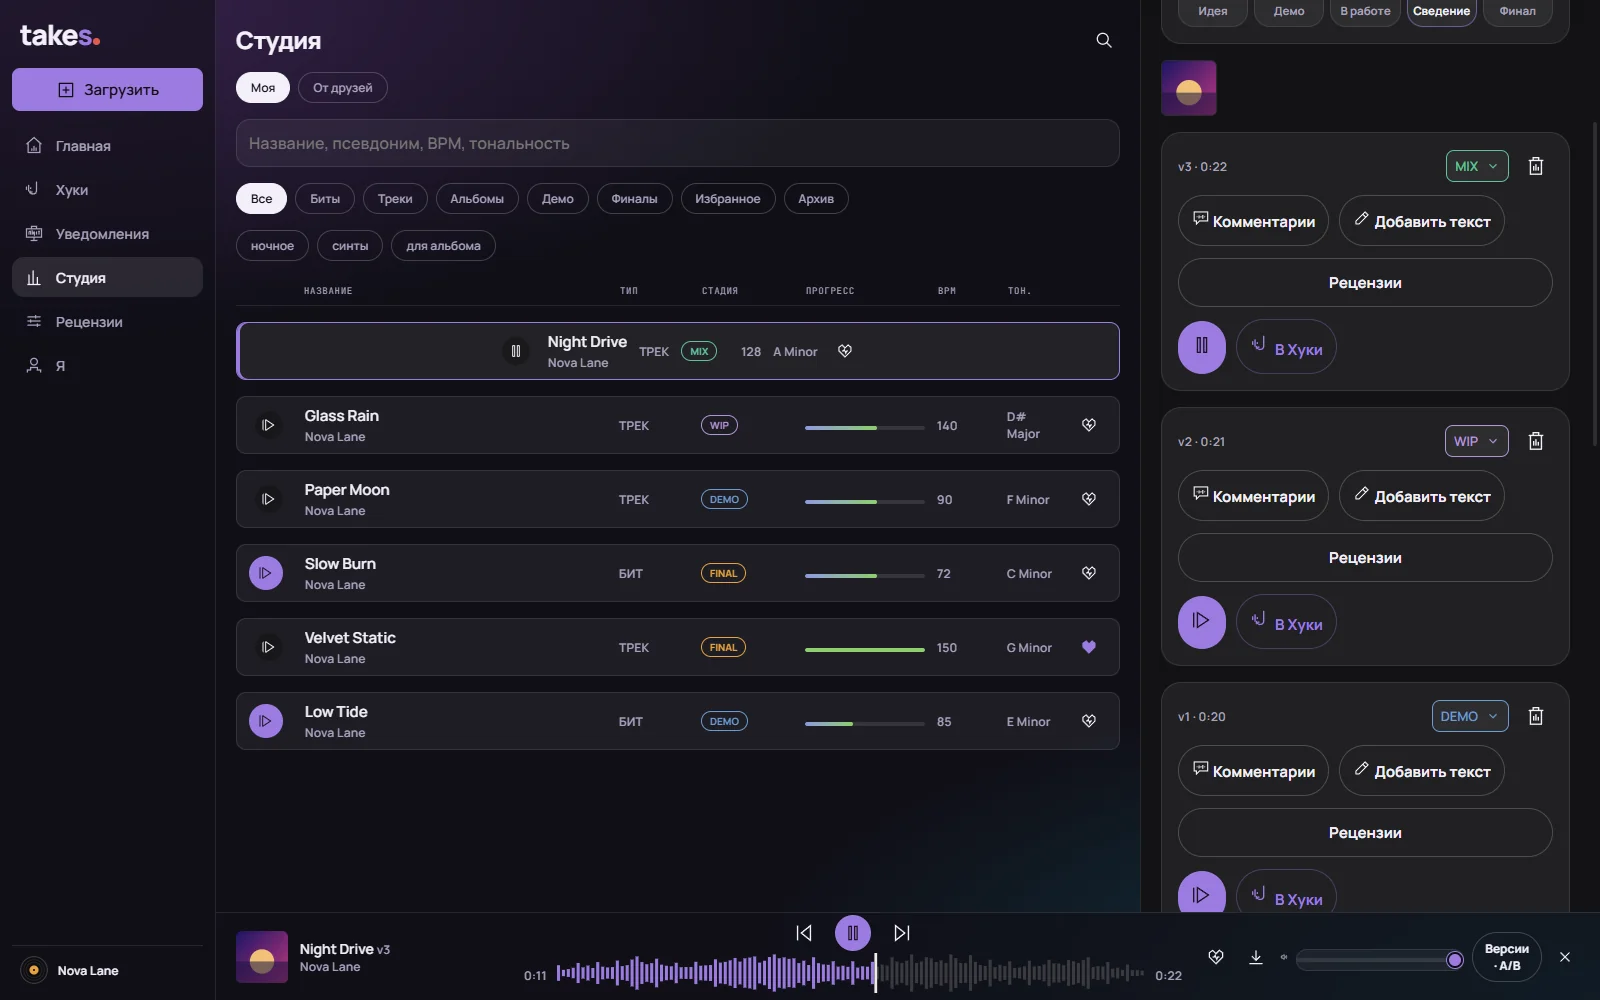 takes.
Загрузить
Главная
Хуки
Уведомления
Студия
Рецензии
Я
Nova Lane
Студия
Моя
От друзей
Название, псевдоним, BPM, тональность
Все
Биты
Треки
Альбомы
Демо
Финалы
Избранное
Архив
ночное
синты
для альбома
НАЗВАНИЕ
ТИП
СТАДИЯ
ПРОГРЕСС
BPM
ТОН.
Night Drive
Nova Lane
ТРЕК
MIX
128
A Minor
Glass Rain
Nova Lane
ТРЕК
WIP
140
D#
Major
Paper Moon
Nova Lane
ТРЕК
DEMO
90
F Minor
Slow Burn
Nova Lane
БИТ
FINAL
72
C Minor
Velvet Static
Nova Lane
ТРЕК
FINAL
150
G Minor
Low Tide
Nova Lane
БИТ
DEMO
85
E Minor
Идея
Демо
В работе
Сведение
Финал
v3 · 0:22
MIX
Комментарии
Добавить текст
Рецензии
В Хуки
v2 · 0:21
WIP
Комментарии
Добавить текст
Рецензии
В Хуки
v1 · 0:20
DEMO
Комментарии
Добавить текст
Рецензии
В Хуки
Night Drive v3
Nova Lane
0:11
0:22
Версии
· A/B